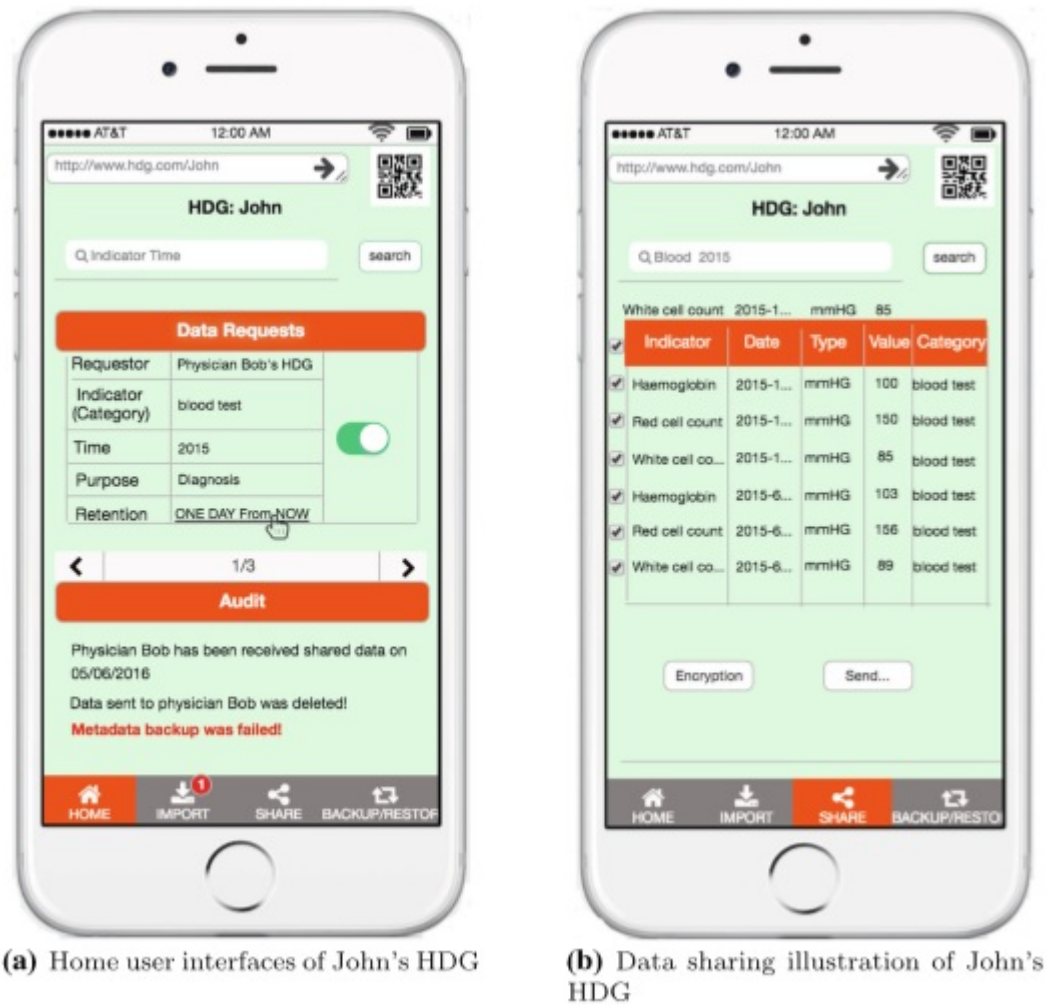 AT&T 12:00 AM
http://www.hdg.com/John
HDG: John
Indicator Time search
Data Requests
Requestor Physician Bob's HDG
Indicator
(Category) blood test
Time 2015
Purpose Diagnosis
Retention ONE DAY From NOW
1/3
Audit
Physician Bob has been received shared data on
05/06/2016
Data sent to physician Bob was deleted!
Metadata backup was failed!
1
HOME IMPORT SHARE BACKUP/RESTOR
(a) Home user interfaces of John's HDG
AT&T 12:00 AM
http://www.hdg.com/John
HDG: John
Blood 2015 search
White cell count 2015-1... mmHG 85
Indicator Date Type Value Category
Haemoglobin 2015-1... mmHG 100 blood test
Red cell count 2015-1... mmHG 150 blood test
White cell co... 2015-1... mmHG 85 blood test
Haemoglobin 2015-6... mmHG 103 blood test
Red cell count 2015-6... mmHG 156 blood test
White cell co... 2015-6... mmHG 89 blood test
Encryption Send...
HOME IMPORT SHARE BACKUP/RESTO
(b) Data sharing illustration of John's
HDG